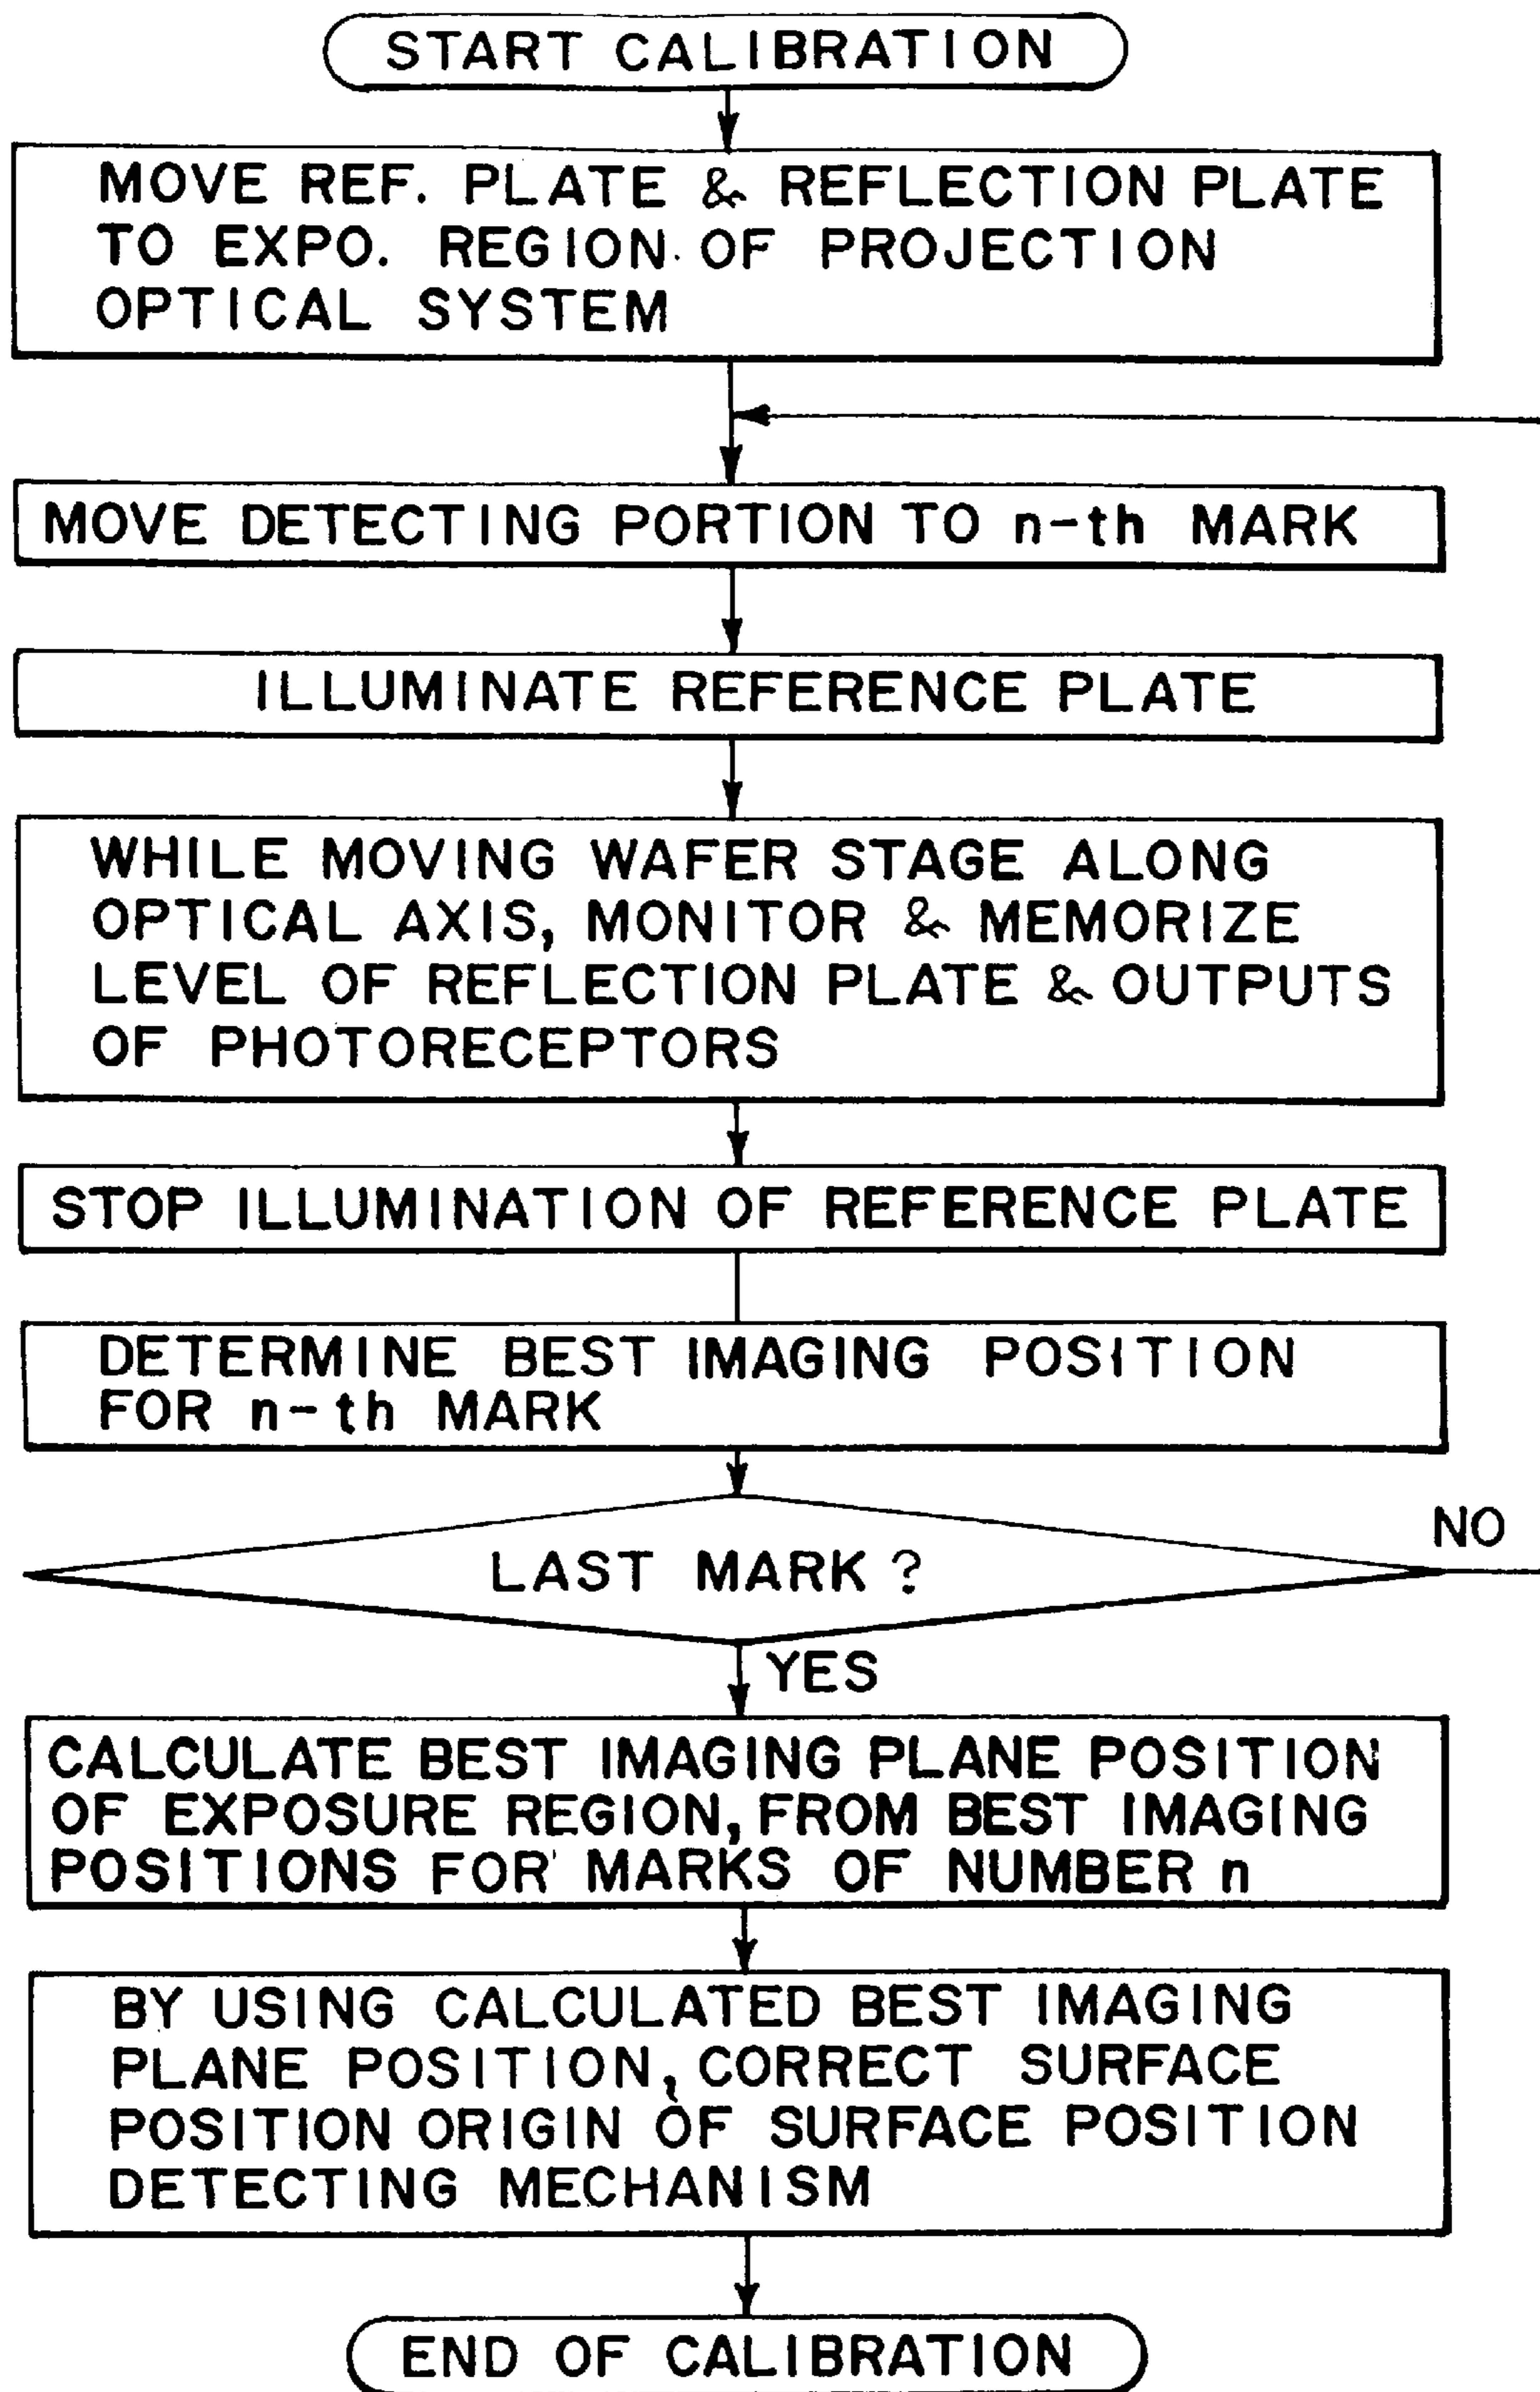 START CALIBRATION
MOVE REF. PLATE & REFLECTION PLATE
TO EXPO. REGION OF PROJECTION
OPTICAL SYSTEM
MOVE DETECTING PORTION TO n-th MARK
ILLUMINATE REFERENCE PLATE
WHILE MOVING WAFER STAGE ALONG
OPTICAL AXIS, MONITOR & MEMORIZE
LEVEL OF REFLECTION PLATE & OUTPUTS
OF PHOTORECEPTORS
STOP ILLUMINATION OF REFERENCE PLATE
DETERMINE BEST IMAGING POSITION
FOR n-th MARK
NO
LAST MARK ?
YES
CALCULATE BEST IMAGING PLANE POSITION
OF EXPOSURE REGION, FROM BEST IMAGING
POSITIONS FOR MARKS OF NUMBER n
BY USING CALCULATED BEST IMAGING
PLANE POSITION, CORRECT SURFACE
POSITION ORIGIN OF SURFACE POSITION
DETECTING MECHANISM
END OF CALIBRATION